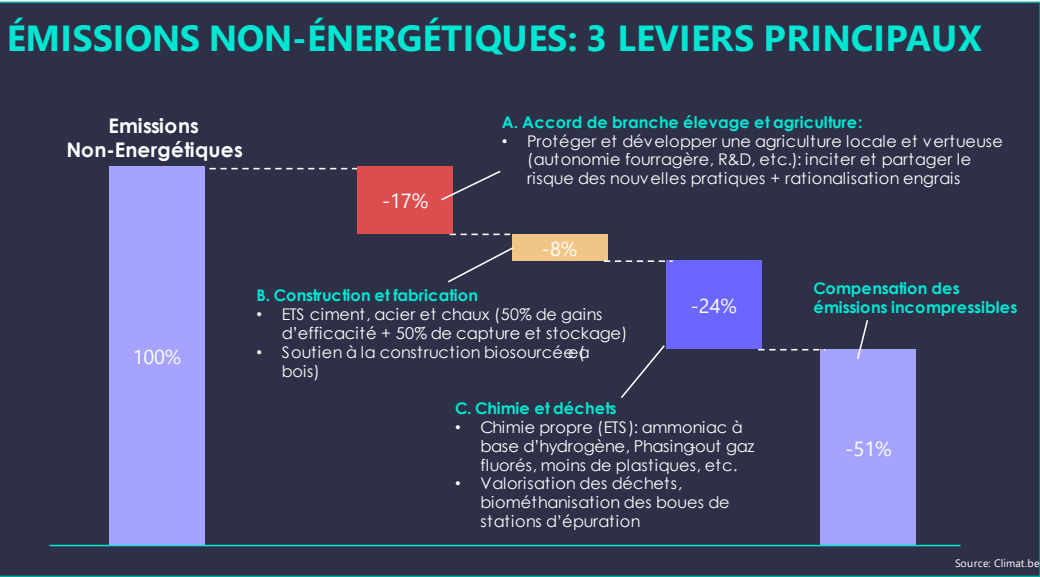 ÉMISSIONS NON-ÉNERGÉTIQUES: 3 LEVIERS PRINCIPAUX
Emissions
Non-Energétiques
100%
A. Accord de branche élevage et agriculture:
• Protéger et développer une agriculture locale et vertueuse
(autonomie fourragère, R&D, etc.): inciter et partager le
risque des nouvelles pratiques + rationalisation engrais
-17%
-8%
B. Construction et fabrication
• ETS ciment, acier et chaux (50% de gains
d'efficacité + 50% de capture et stockage)
• Soutien à la construction biosourcée
bois)
-24%
C. Chimie et déchets
• Chimie propre (ETS): ammoniac à
base d'hydrogène, Phasing-out gaz
fluorés, moins de plastiques, etc.
• Valorisation des déchets,
biométhanisation des boues de
stations d'épuration
Compensation des
émissions incompressibles
-51%
Source: Climat.be